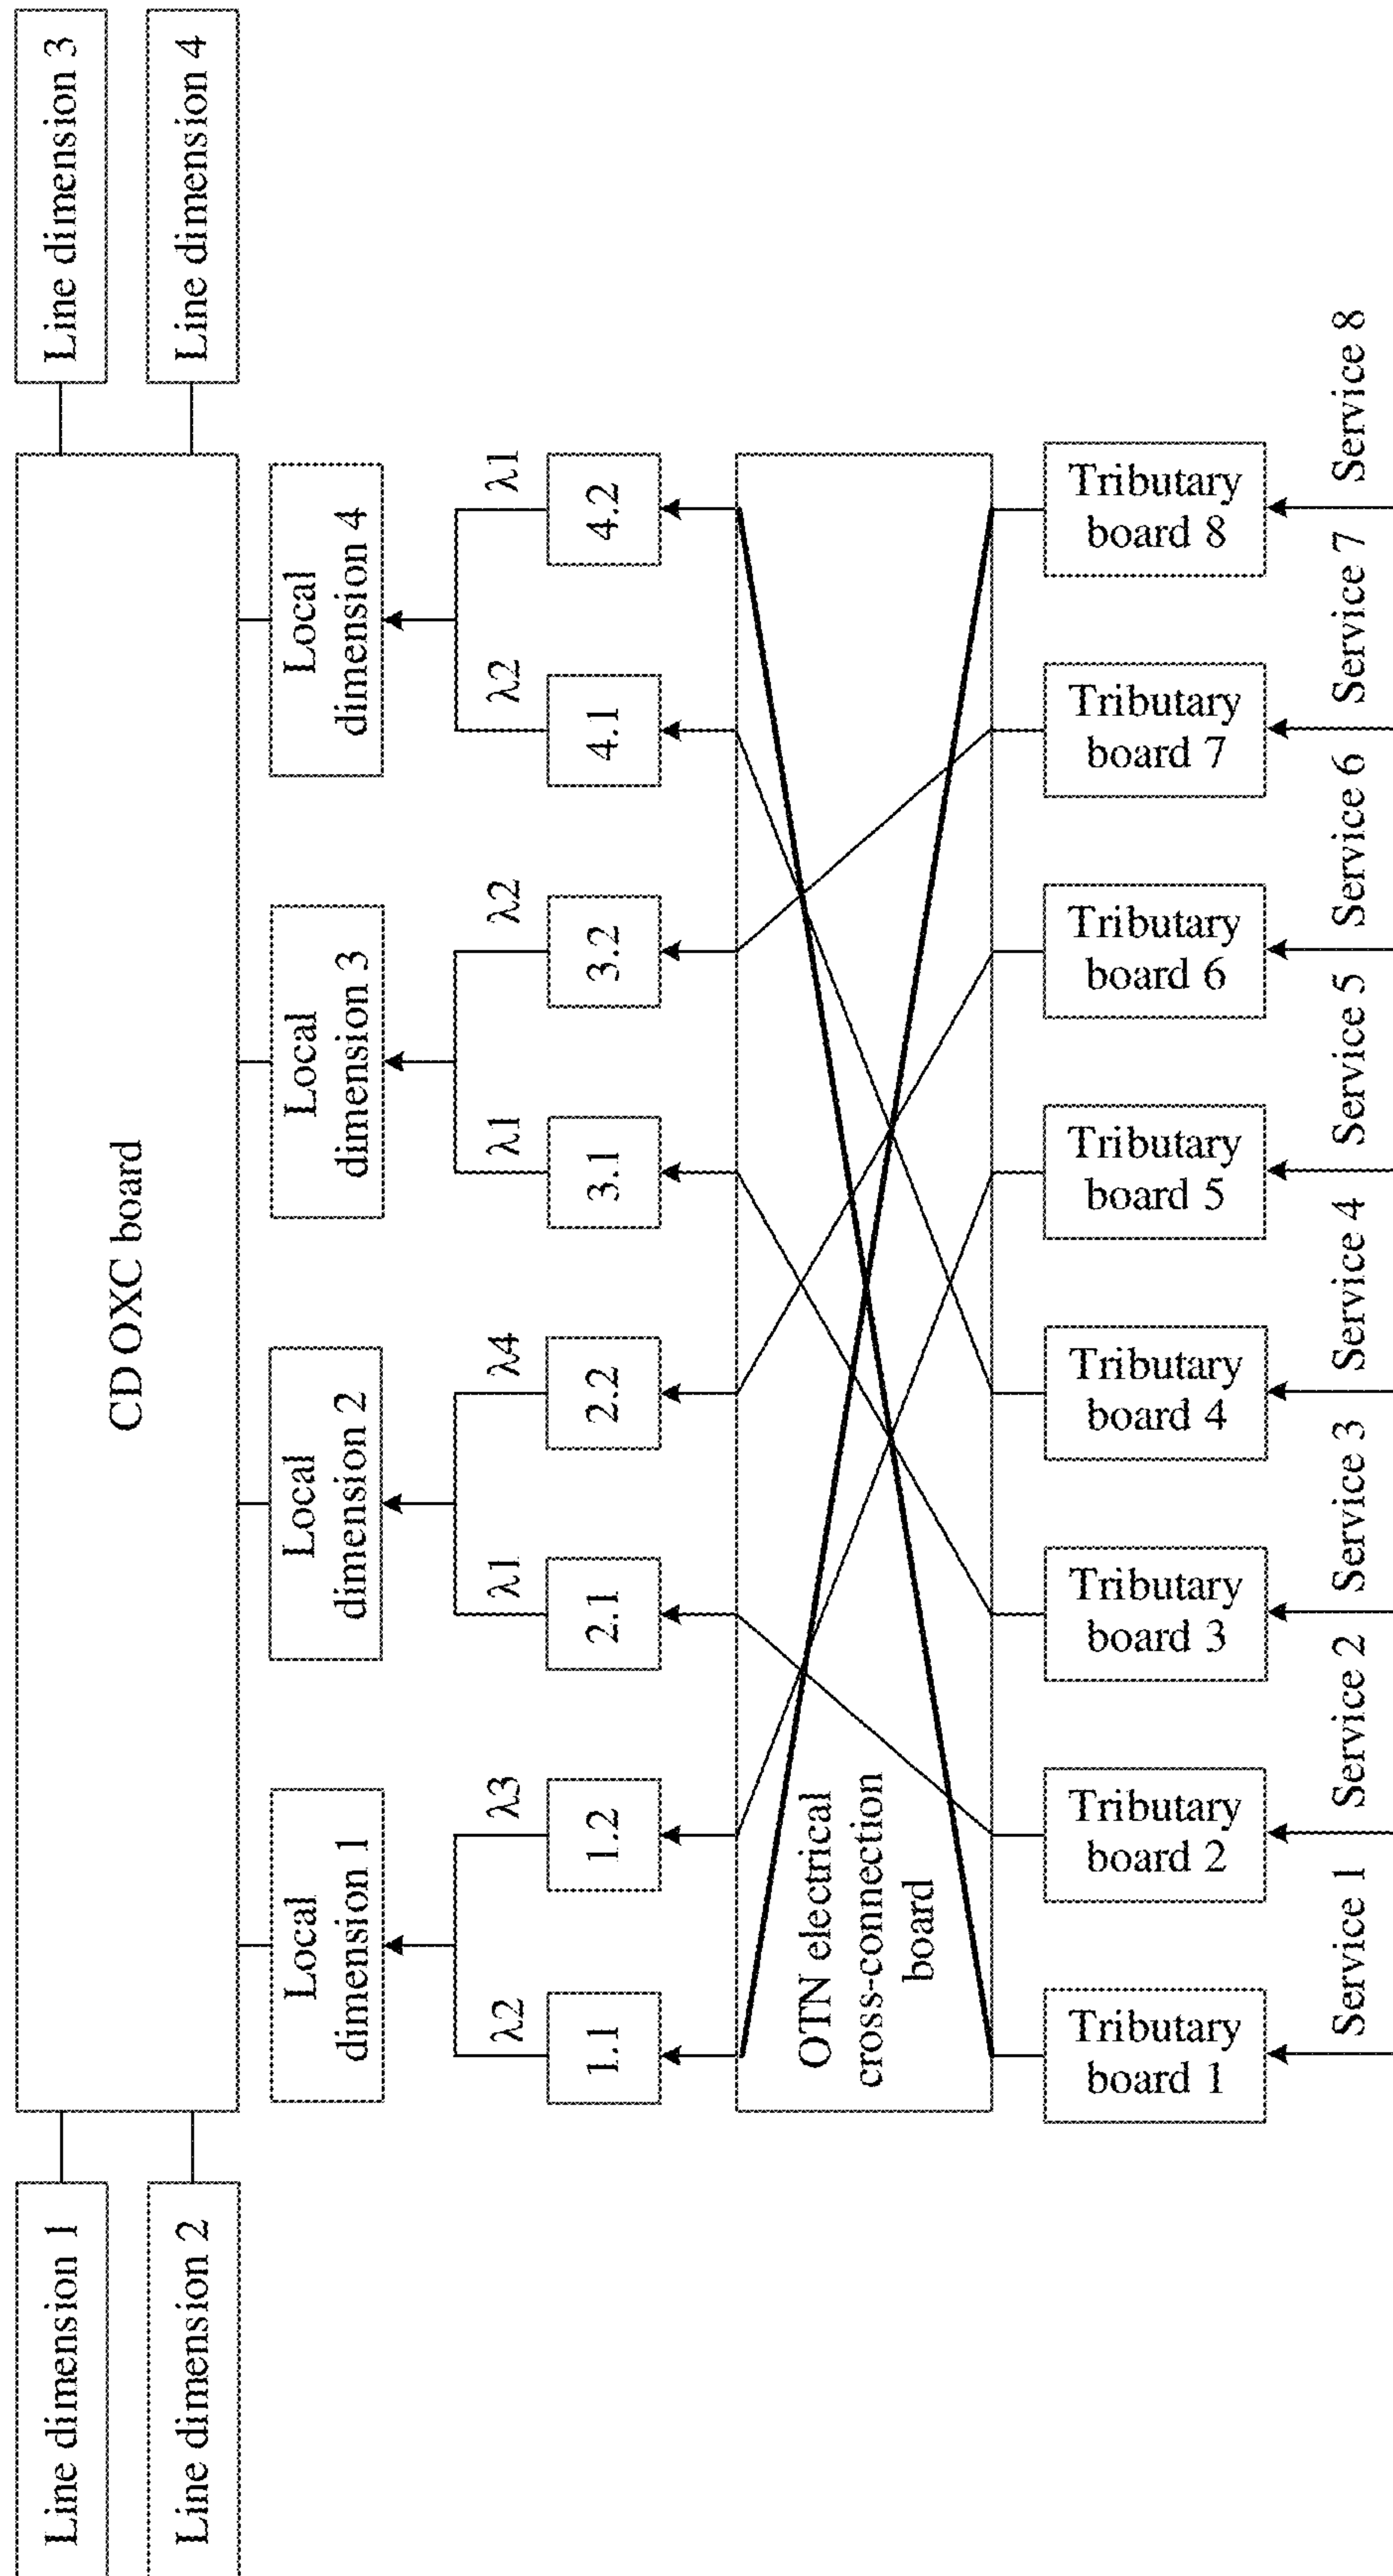 Line dimension 1
Line dimension 2
CD OXC board
Line dimension 3
Line dimension 4
Local
dimension 1
Local
dimension 2
Local
dimension 3
Local
dimension 4
λ2
λ3
λ1
λ4
λ1
λ2
λ2
λ1
1.1
1.2
2.1
2.2
3.1
3.2
4.1
4.2
OTN electrical
cross-connection
board
Tributary
board 1
Tributary
board 2
Tributary
board 3
Tributary
board 4
Tributary
board 5
Tributary
board 6
Tributary
board 7
Tributary
board 8
Service 1
Service 2
Service 3
Service 4
Service 5
Service 6
Service 7
Service 8